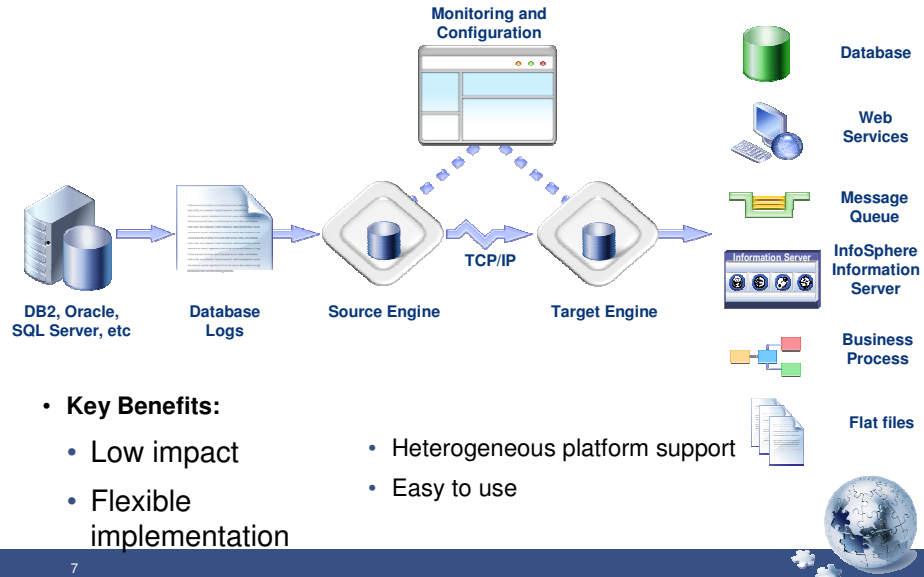 Monitoring and
Configuration
Database
Web
Services
Message
Queue
InfoSphere
Information
Server
Information Server
Business
Process
Flat files
TCP/IP
DB2, Oracle,
SQL Server, etc
Database
Logs
Source Engine
Target Engine
• Key Benefits:
• Low impact
• Flexible
implementation
• Heterogeneous platform support
• Easy to use
7